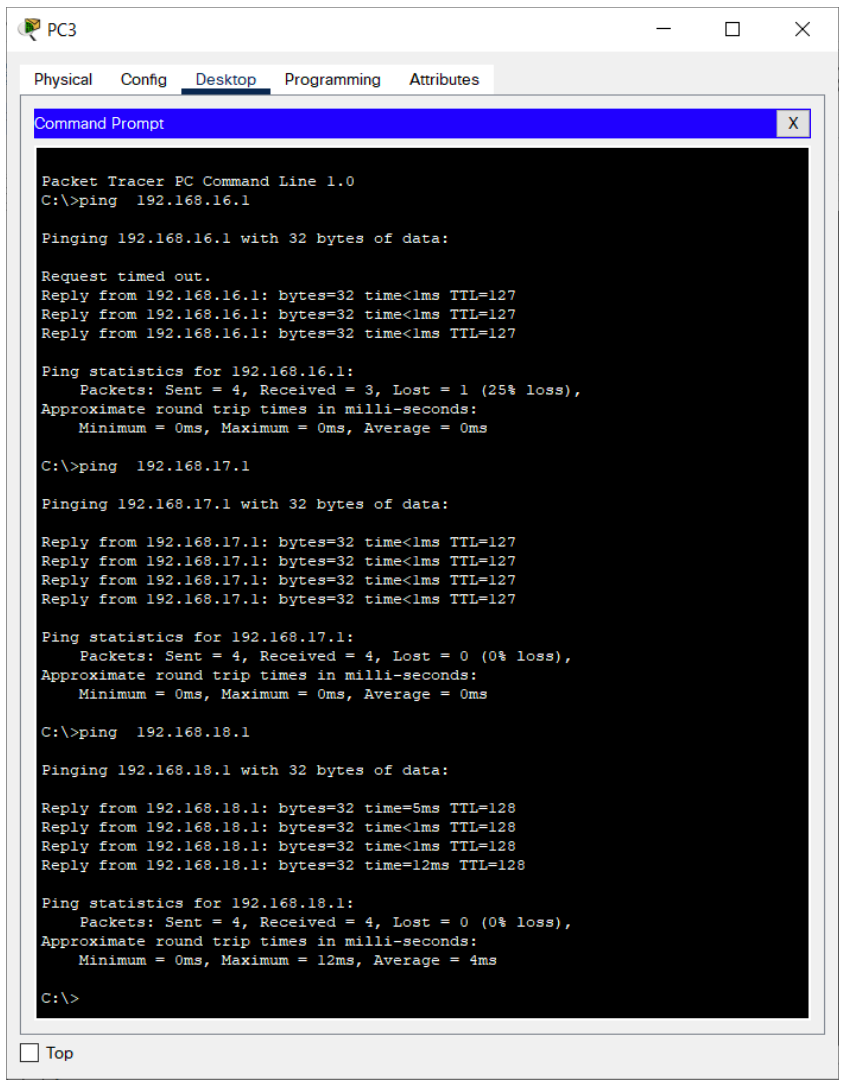 PC3
Physical Config Desktop Programming Attributes
Command Prompt X
Packet Tracer PC Command Line 1.0
C:\>ping  192.168.16.1
Pinging 192.168.16.1 with 32 bytes of data:
Request timed out.
Reply from 192.168.16.1: bytes=32 time<1ms TTL=127
Reply from 192.168.16.1: bytes=32 time<1ms TTL=127
Reply from 192.168.16.1: bytes=32 time<1ms TTL=127
Ping statistics for 192.168.16.1:
    Packets: Sent = 4, Received = 3, Lost = 1 (25% loss),
Approximate round trip times in milli-seconds:
    Minimum = 0ms, Maximum = 0ms, Average = 0ms
C:\>ping  192.168.17.1
Pinging 192.168.17.1 with 32 bytes of data:
Reply from 192.168.17.1: bytes=32 time<1ms TTL=127
Reply from 192.168.17.1: bytes=32 time<1ms TTL=127
Reply from 192.168.17.1: bytes=32 time<1ms TTL=127
Reply from 192.168.17.1: bytes=32 time<1ms TTL=127
Ping statistics for 192.168.17.1:
    Packets: Sent = 4, Received = 4, Lost = 0 (0% loss),
Approximate round trip times in milli-seconds:
    Minimum = 0ms, Maximum = 0ms, Average = 0ms
C:\>ping  192.168.18.1
Pinging 192.168.18.1 with 32 bytes of data:
Reply from 192.168.18.1: bytes=32 time=5ms TTL=128
Reply from 192.168.18.1: bytes=32 time<1ms TTL=128
Reply from 192.168.18.1: bytes=32 time<1ms TTL=128
Reply from 192.168.18.1: bytes=32 time=12ms TTL=128
Ping statistics for 192.168.18.1:
    Packets: Sent = 4, Received = 4, Lost = 0 (0% loss),
Approximate round trip times in milli-seconds:
    Minimum = 0ms, Maximum = 12ms, Average = 4ms
C:\>
Top